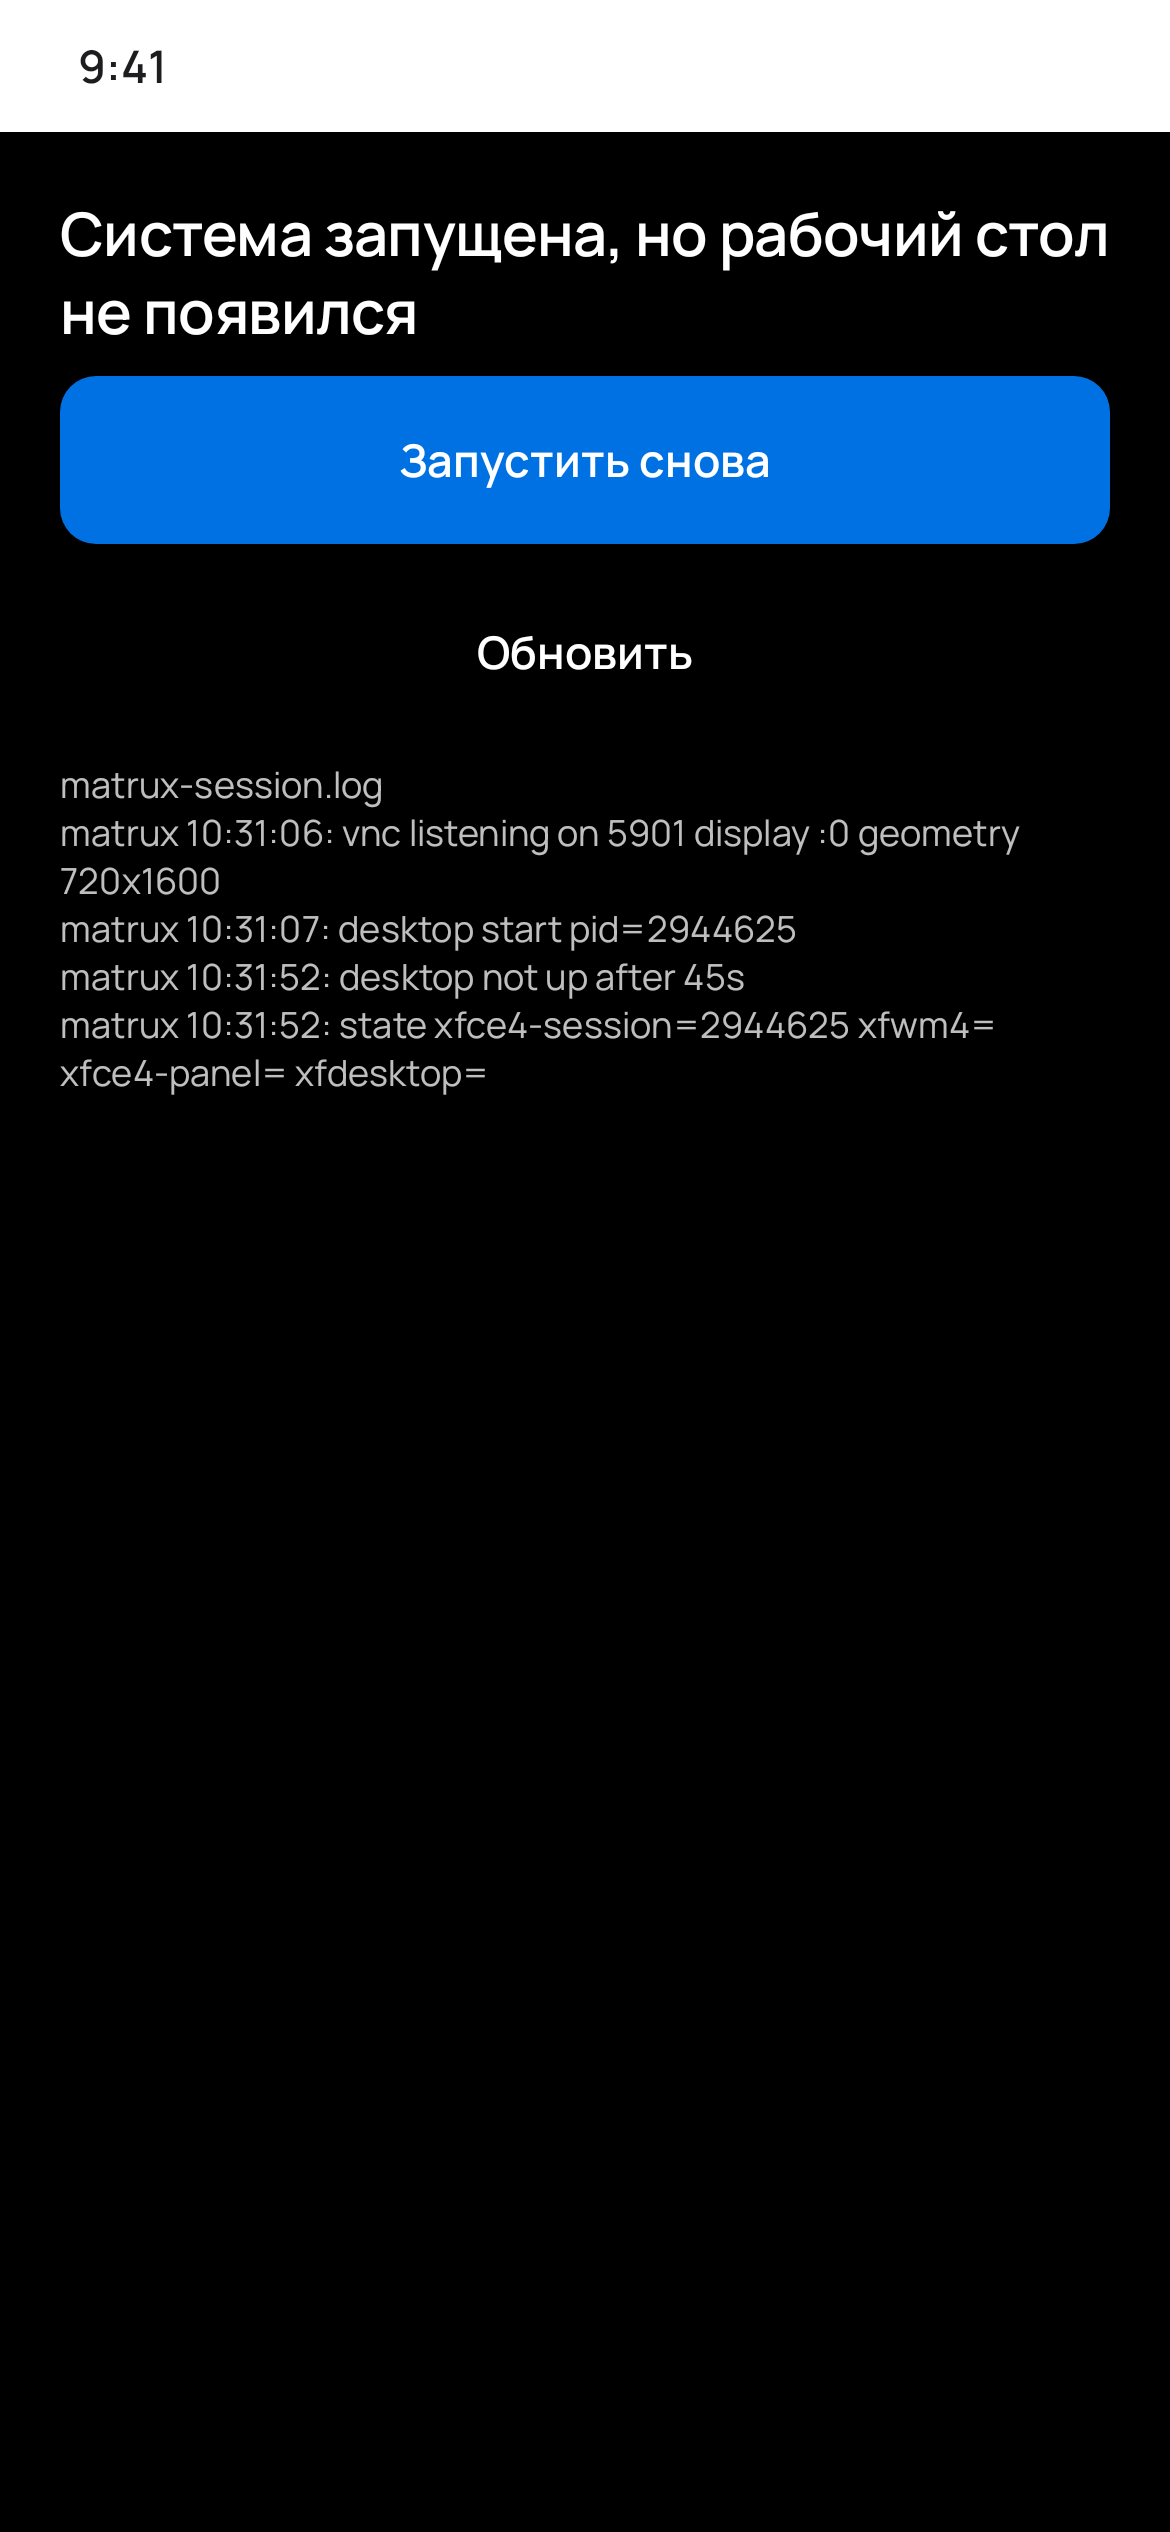 9:41
Система запущена, но рабочий стол
не появился
Запустить снова
Обновить
matrux-session.log
matrux 10:31:06: vnc listening on 5901 display :0 geometry
720x1600
matrux 10:31:07: desktop start pid=2944625
matrux 10:31:52: desktop not up after 45s
matrux 10:31:52: state xfce4-session=2944625 xfwm4=
xfce4-panel= xfdesktop=